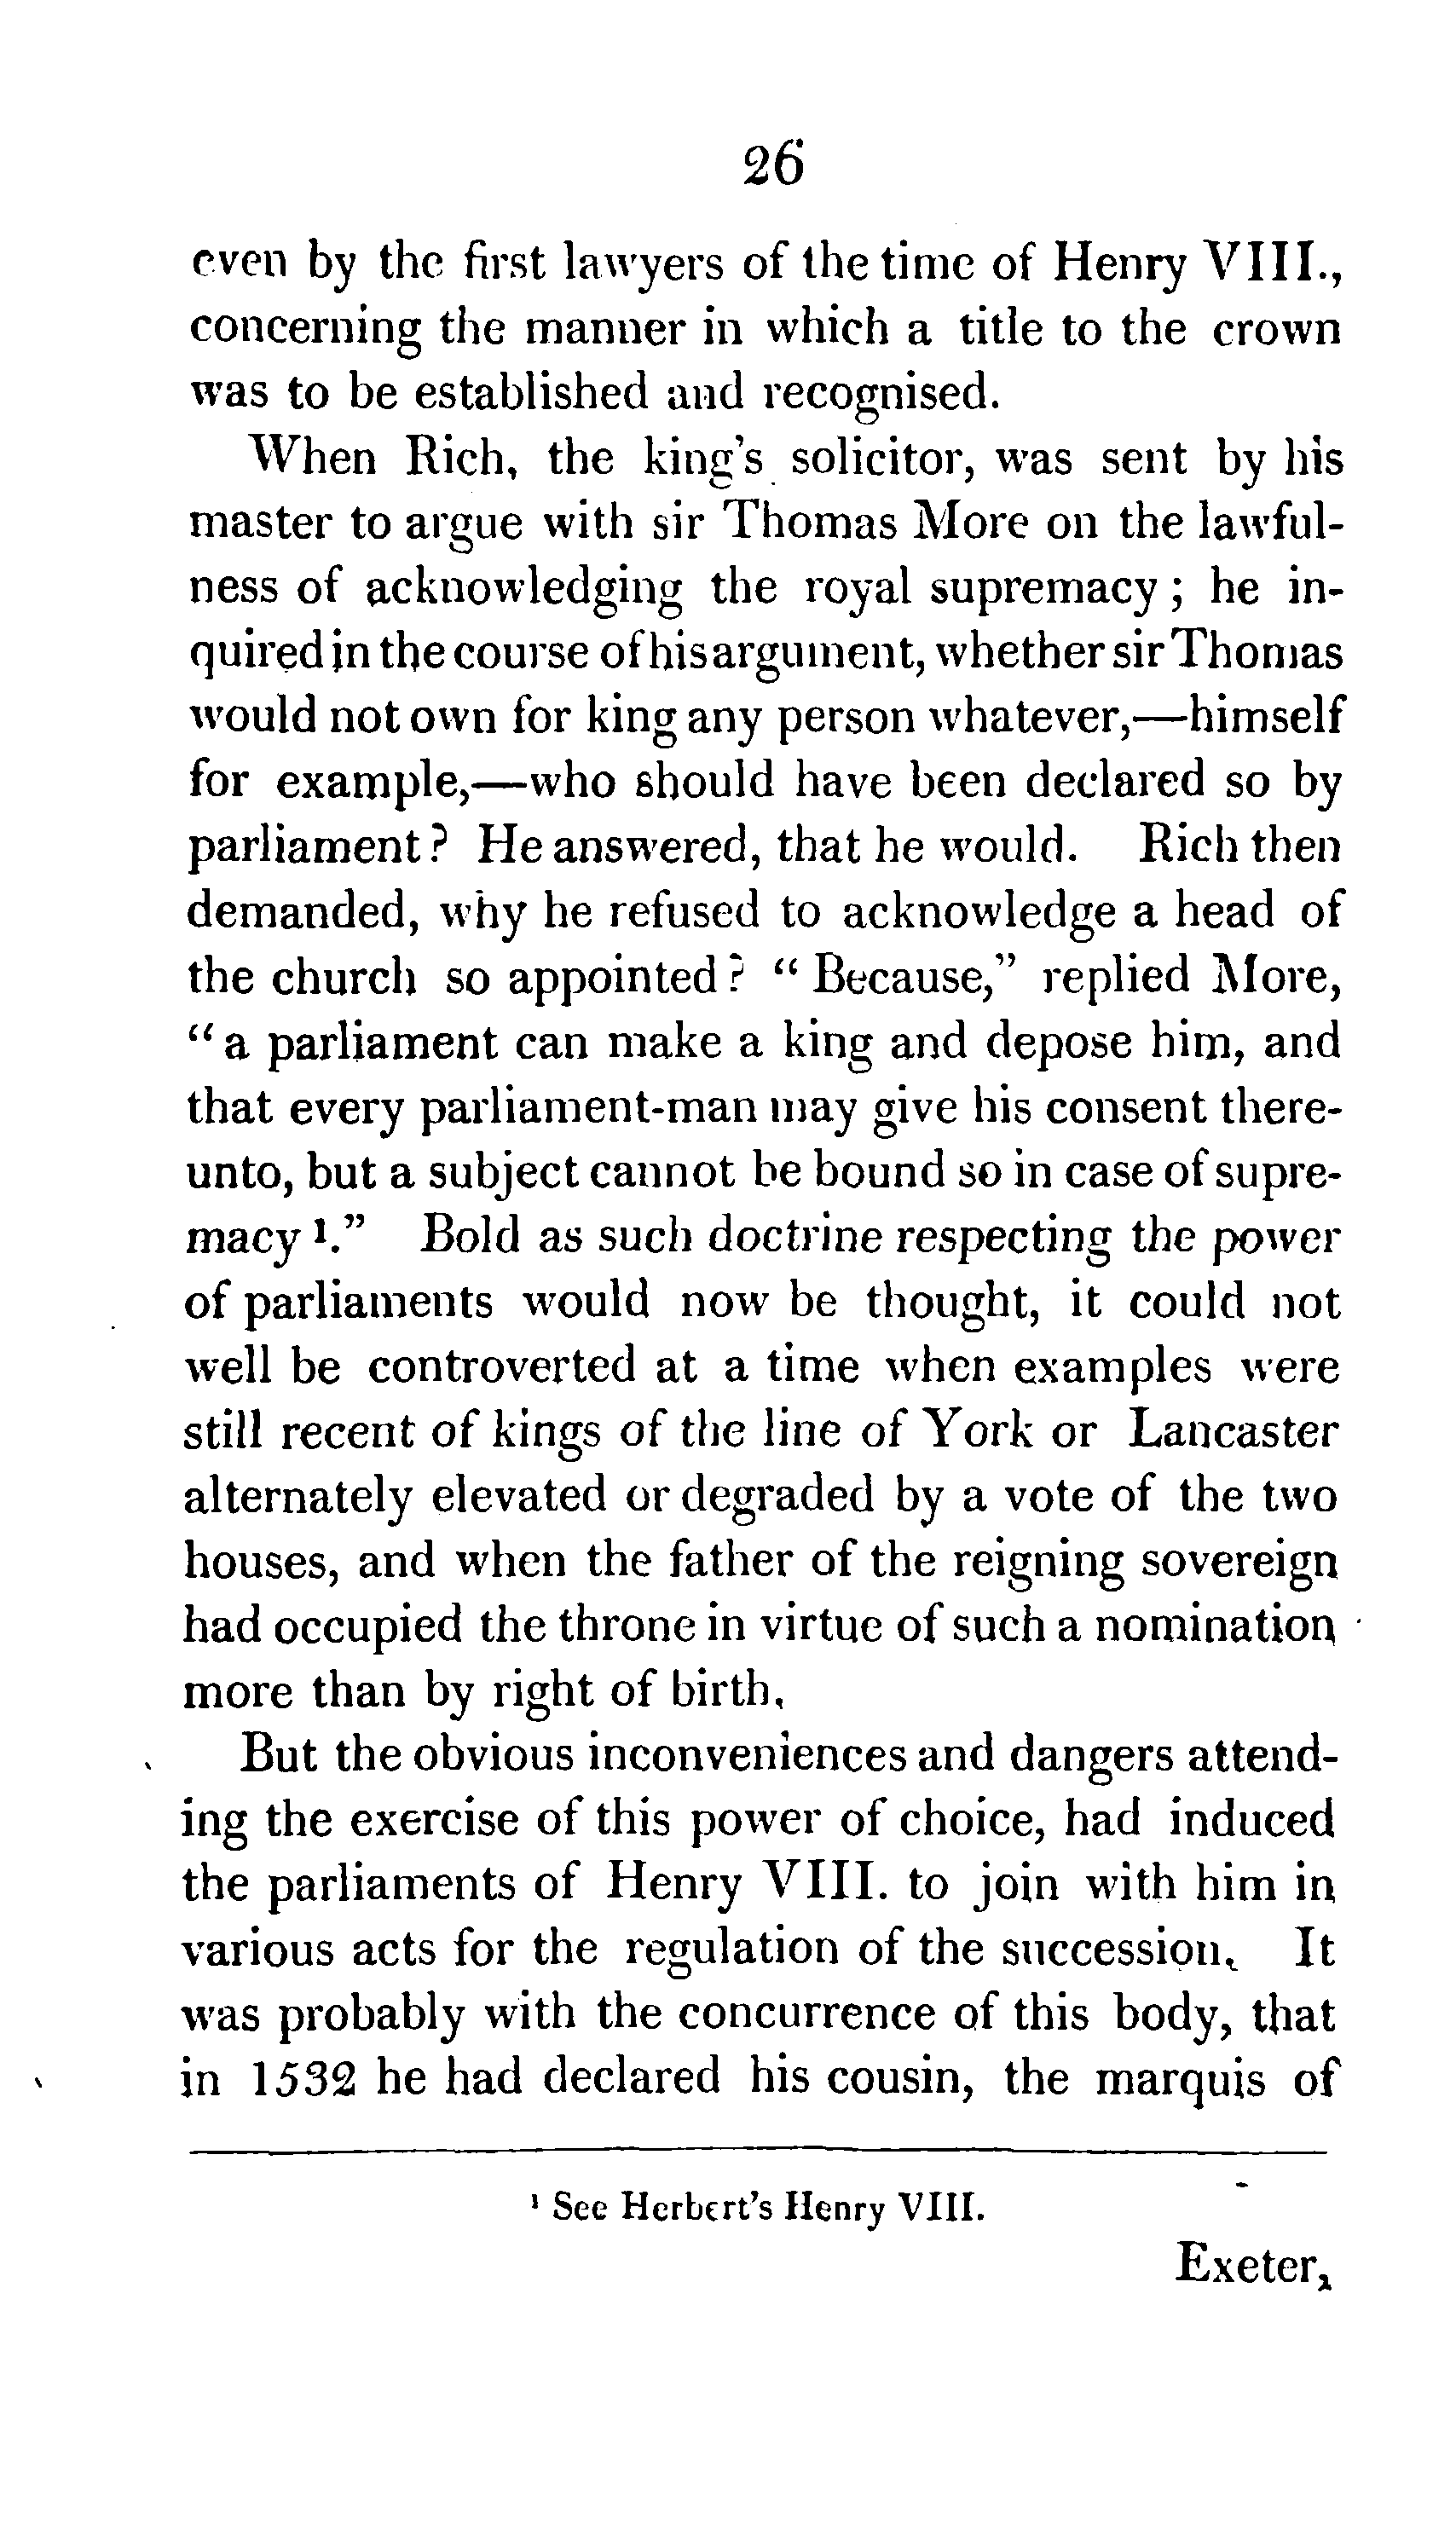 26
even by the first lawyers of the time of Henry VIII.,
concerning the manner in which a title to the crown
was to be established and recognised.
When Rich, the king's solicitor, was sent by his
master to argue with sir Thomas More on the lawful-
ness of acknowledging the royal supremacy; he in-
quired in the course of his argument, whether sir Thomas
would not own for king any person whatever,—himself
for example,—who should have been declared so by
parliament? He answered, that he would. Rich then
demanded, why he refused to acknowledge a head of
the church so appointed? "Because," replied More,
"a parliament can make a king and depose him, and
that every parliament-man may give his consent there-
unto, but a subject cannot be bound so in case of supre-
macy ¹." Bold as such doctrine respecting the power
of parliaments would now be thought, it could not
well be controverted at a time when examples were
still recent of kings of the line of York or Lancaster
alternately elevated or degraded by a vote of the two
houses, and when the father of the reigning sovereign
had occupied the throne in virtue of such a nomination
more than by right of birth.
But the obvious inconveniences and dangers attend-
ing the exercise of this power of choice, had induced
the parliaments of Henry VIII. to join with him in
various acts for the regulation of the succession. It
was probably with the concurrence of this body, that
in 1532 he had declared his cousin, the marquis of
¹ See Herbert's Henry VIII.
Exeter,